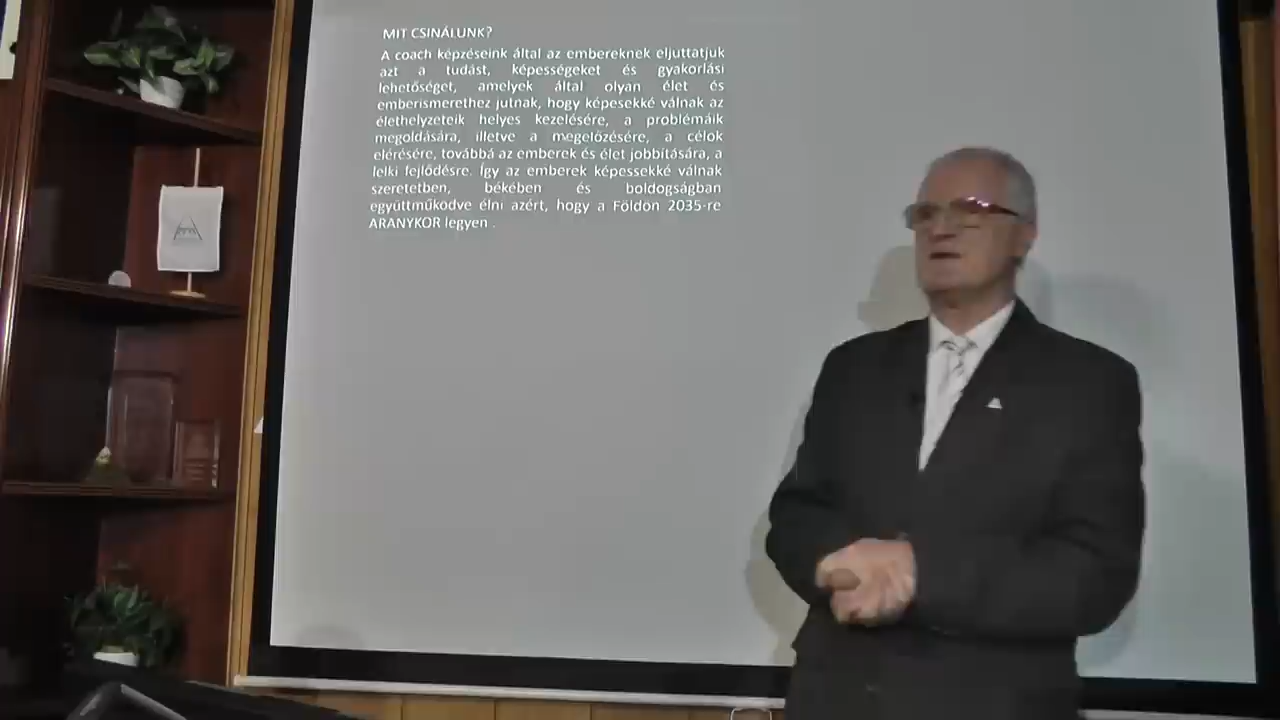 MIT CSINÁLUNK?
A coach képzéseink által az embereknek eljuttatjuk
azt a tudást, képességeket és gyakorlási
lehetőséget, amelyek által olyan élet és
emberismerethez jutnak, hogy képesekké válnak az
élethelyzeteik helyes kezelésére, a problémáik
megoldására, illetve a megelőzésére, a célok
elérésére, továbbá az emberek és élet jobbítására, a
lelki fejlődésre. Így az emberek képessekké válnak
szeretetben, békében és boldogságban
együttműködve élni azért, hogy a Földön 2035-re
ARANYKOR legyen .